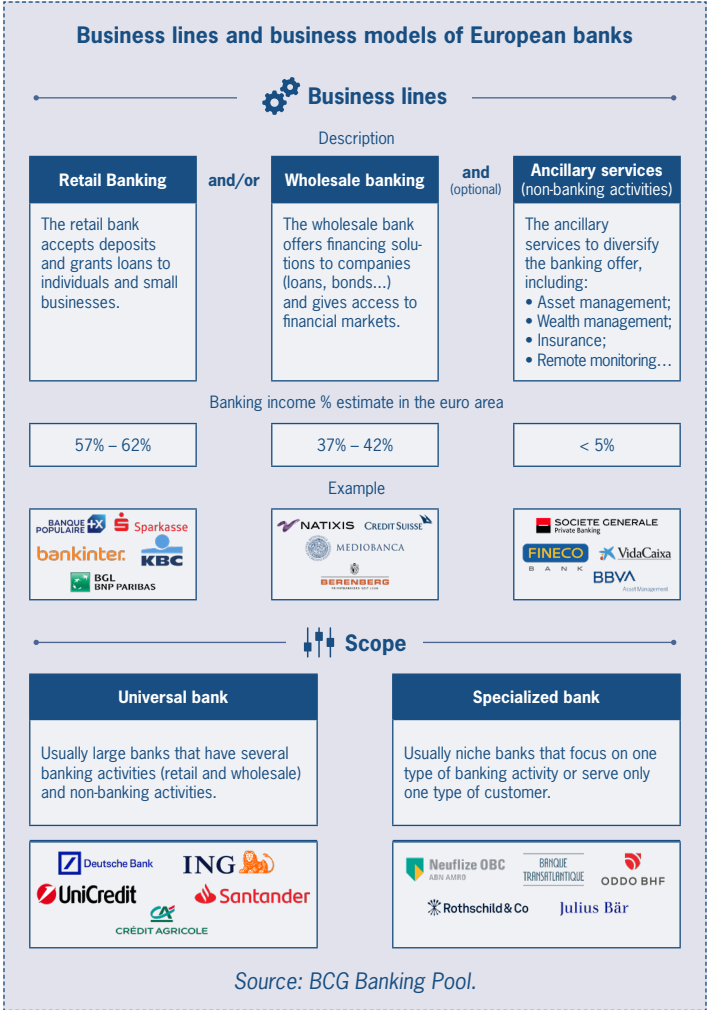 Business lines and business models of European banks
Business lines
Description
Retail Banking
The retail bank
accepts deposits
and grants loans to
individuals and small
businesses.
and/or
Wholesale banking
The wholesale bank
offers financing solu-
tions to companies
(loans, bonds...)
and gives access to
financial markets.
and
(optional)
Ancillary services
(non-banking activities)
The ancillary
services to diversify
the banking offer,
including:
• Asset management;
• Wealth management;
• Insurance;
• Remote monitoring…
Banking income % estimate in the euro area
57% – 62%
37% – 42%
< 5%
Example
BANQUE
POPULAIRE
Sparkasse
bankinter.
KBC
BGL
BNP PARIBAS
NATIXIS
CREDIT SUISSE
MEDIOBANCA
BERENBERG
SOCIETE GENERALE
Private Banking
FINECO
BANK
VidaCaixa
BBVA
Asset Management
Scope
Universal bank
Usually large banks that have several
banking activities (retail and wholesale)
and non-banking activities.
Deutsche Bank
ING
UniCredit
Santander
CA
CRÉDIT AGRICOLE
Specialized bank
Usually niche banks that focus on one
type of banking activity or serve only
one type of customer.
Neuflize OBC
ABN AMRO
BANQUE
TRANSATLANTIQUE
ODDO BHF
Rothschild & Co
Julius Bär
Source: BCG Banking Pool.